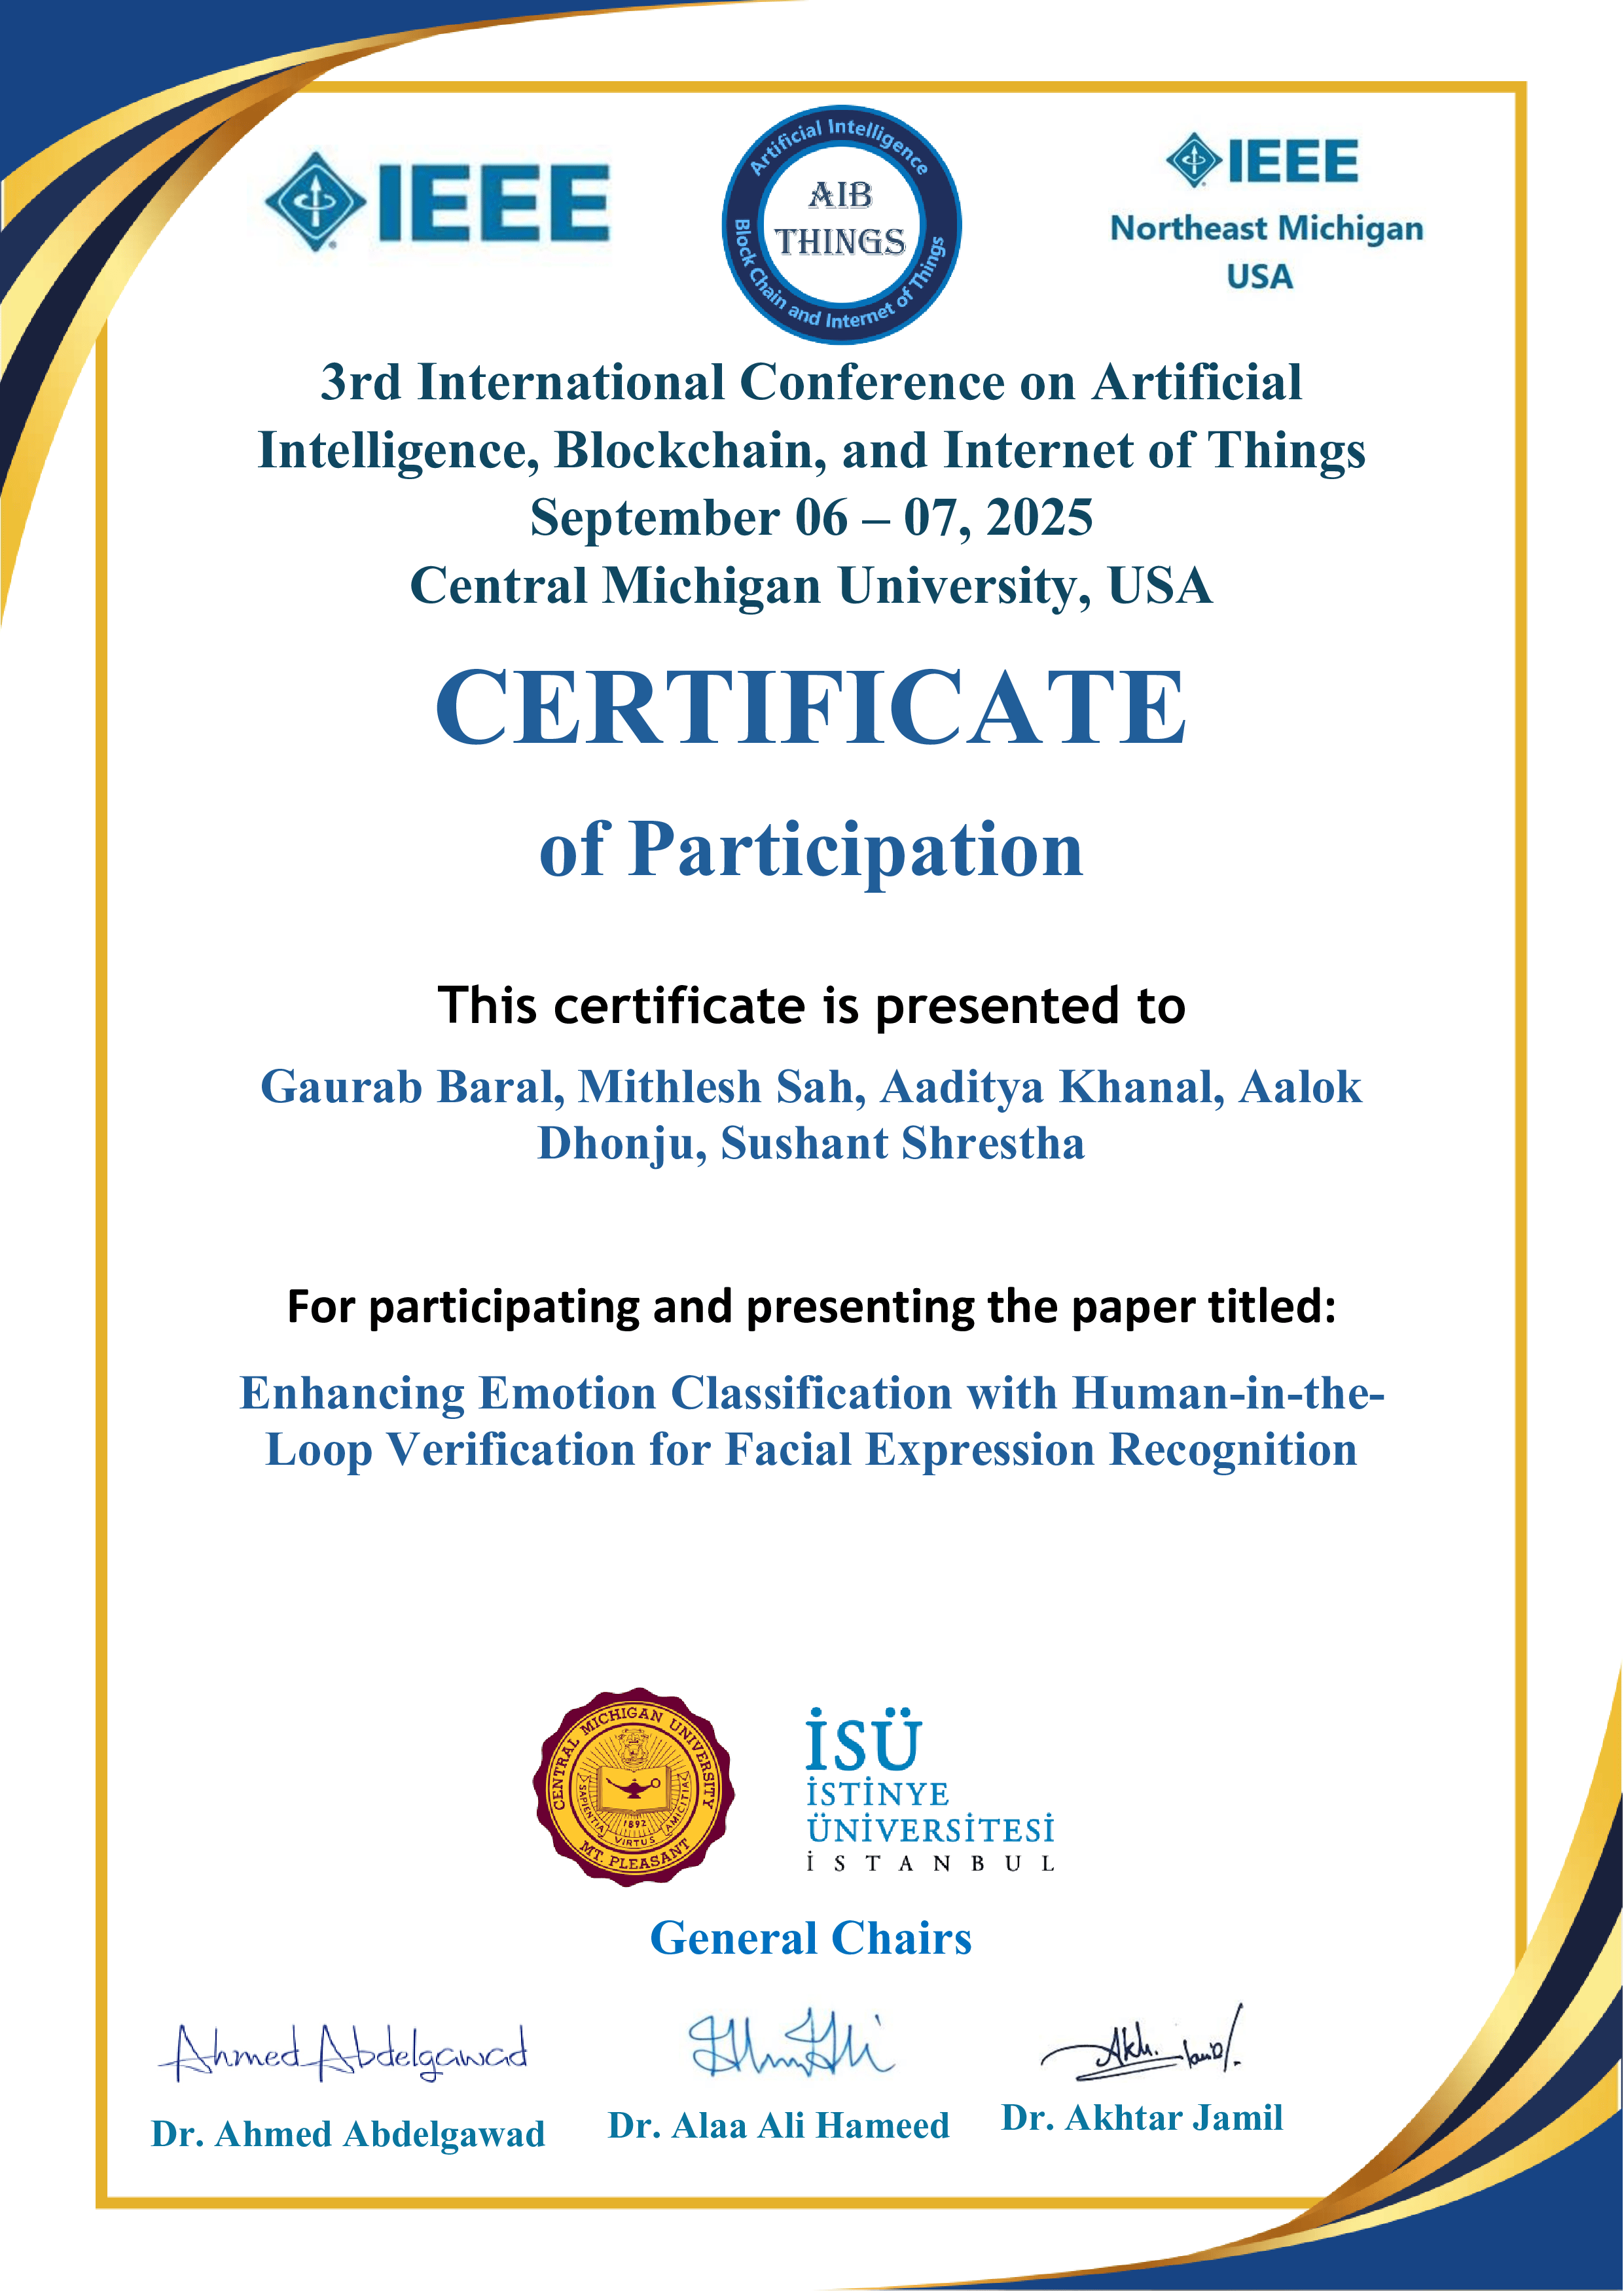 IEEE
Artificial Intelligence
AIB
THINGS
Block Chain and Internet of Things
IEEE
Northeast Michigan
USA
3rd International Conference on Artificial
Intelligence, Blockchain, and Internet of Things
September 06 – 07, 2025
Central Michigan University, USA
CERTIFICATE
of Participation
This certificate is presented to
Gaurab Baral, Mithlesh Sah, Aaditya Khanal, Aalok
Dhonju, Sushant Shrestha
For participating and presenting the paper titled:
Enhancing Emotion Classification with Human-in-the-
Loop Verification for Facial Expression Recognition
CENTRAL MICHIGAN UNIVERSITY
SAPIENTIA VIRTUS AMICITIA
1892
MT. PLEASANT
İSÜ
İSTİNYE
ÜNİVERSİTESİ
İSTANBUL
General Chairs
Ahmed Abdelgawad
Dr. Ahmed Abdelgawad
Dr. Alaa Ali Hameed
Dr. Akhtar Jamil